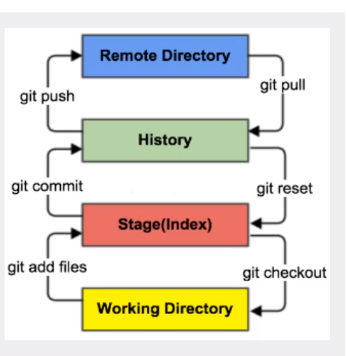 Remote Directory
git push
git pull
History
git commit
git reset
Stage(Index)
git add files
git checkout
Working Directory